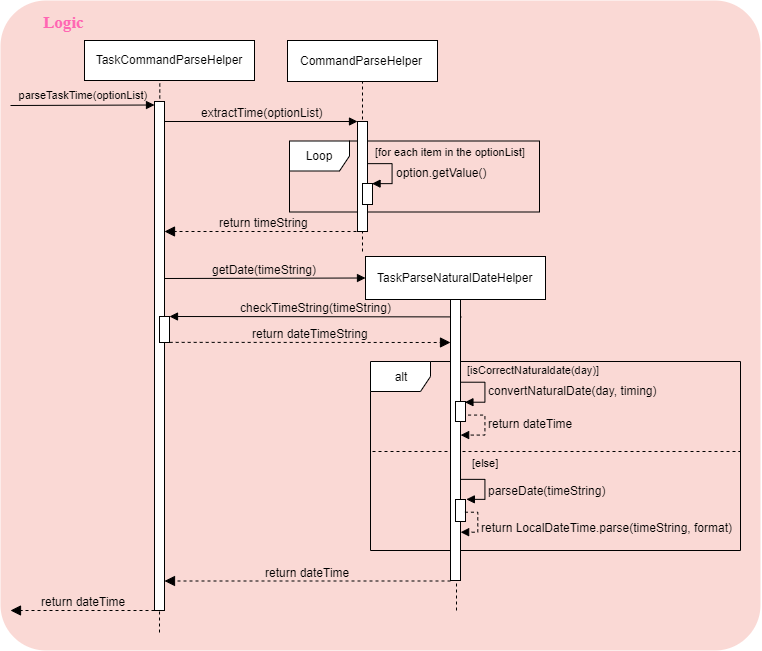 Logic
TaskCommandParseHelper
CommandParseHelper
parseTaskTime(optionList)
extractTime(optionList)
Loop
[for each item in the optionList]
option.getValue()
return timeString
getDate(timeString)
TaskParseNaturalDateHelper
checkTimeString(timeString)
return dateTimeString
alt
[isCorrectNaturaldate(day)]
convertNaturalDate(day, timing)
return dateTime
[else]
parseDate(timeString)
return LocalDateTime.parse(timeString, format)
return dateTime
return dateTime